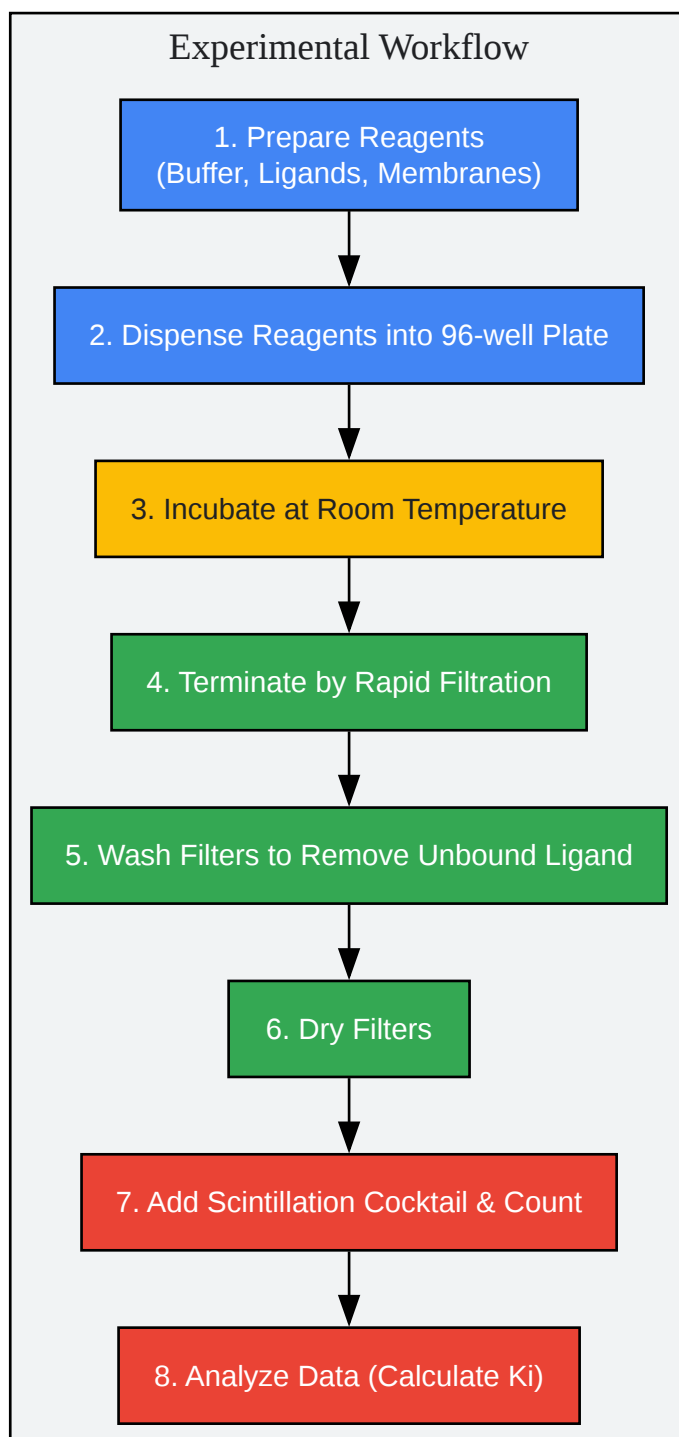 Experimental Workflow
1. Prepare Reagents
(Buffer, Ligands, Membranes)
2. Dispense Reagents into 96-well Plate
3. Incubate at Room Temperature
4. Terminate by Rapid Filtration
5. Wash Filters to Remove Unbound Ligand
6. Dry Filters
7. Add Scintillation Cocktail & Count
8. Analyze Data (Calculate Ki)